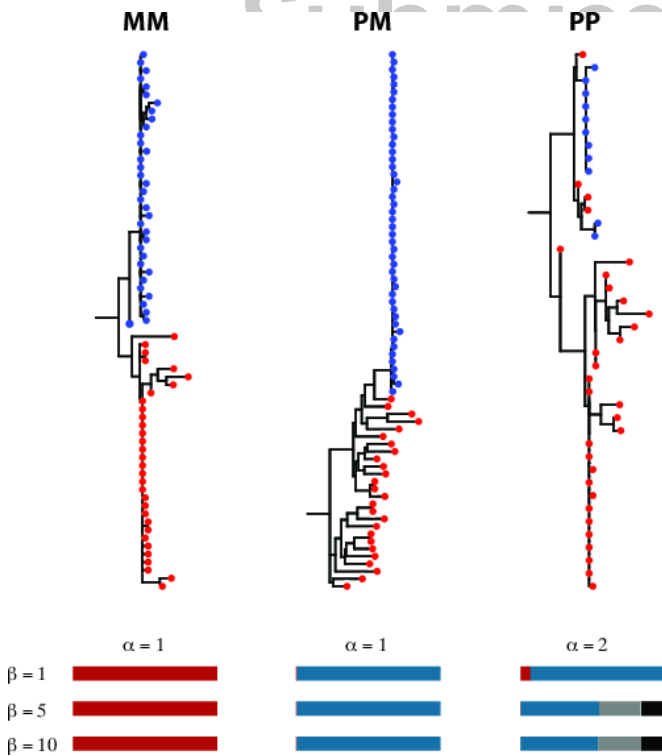 MM PM PP
α = 1 α = 1 α = 2
β = 1
β = 5
β = 10